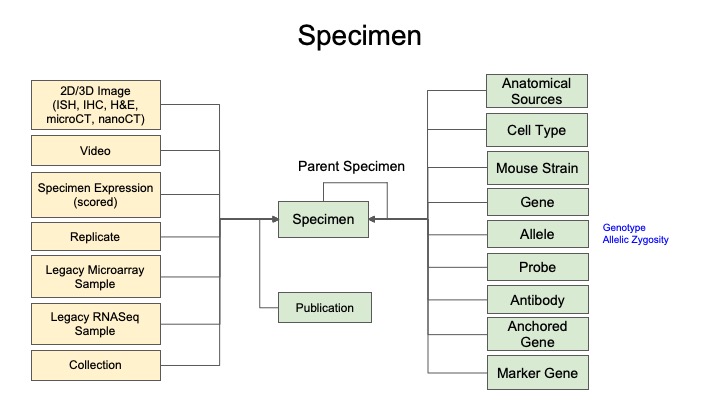 Specimen
2D/3D Image
(ISH, IHC, H&E,
microCT, nanoCT)
Video
Specimen Expression
(scored)
Replicate
Legacy Microarray
Sample
Legacy RNASeq
Sample
Collection
Parent Specimen
Specimen
Publication
Anatomical
Sources
Cell Type
Mouse Strain
Gene
Allele
Genotype
Allelic Zygosity
Probe
Antibody
Anchored
Gene
Marker Gene